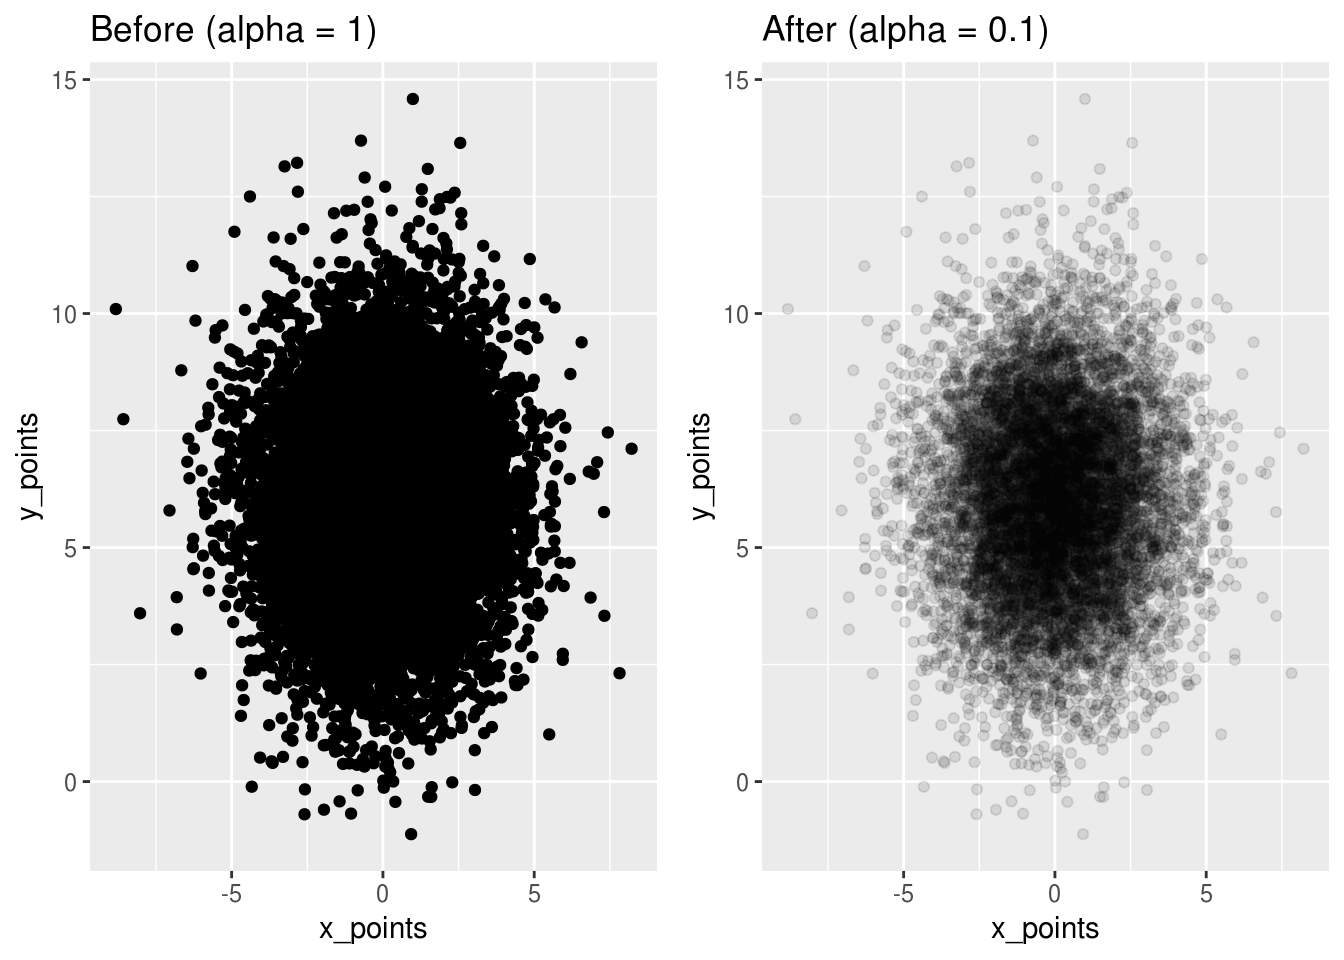 Before (alpha = 1)
15
10
5
0
y_points
-5 0 5
x_points
After (alpha = 0.1)
15
10
5
0
y_points
-5 0 5
x_points